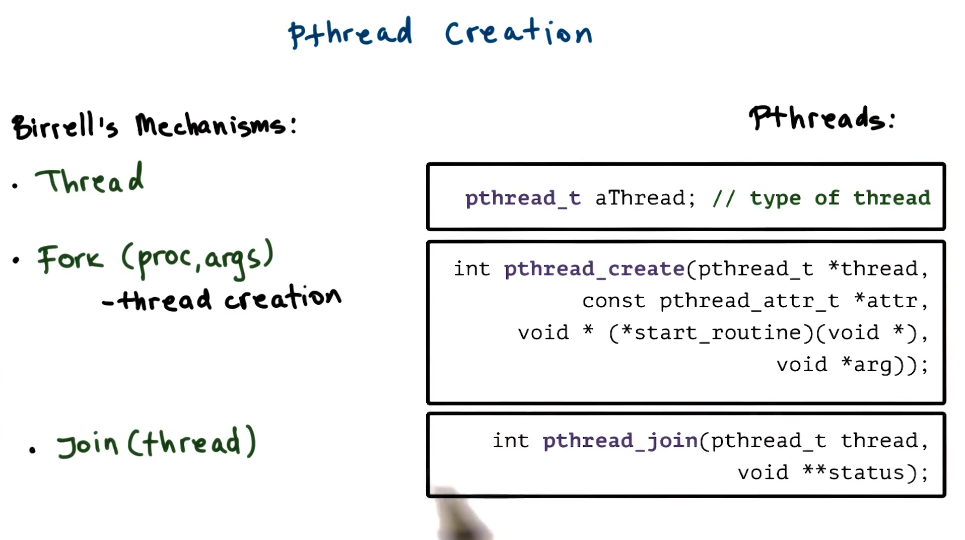 Pthread Creation
Birrell's Mechanisms:
Pthreads:
• Thread
pthread_t aThread; // type of thread
• Fork (proc, args)
-thread creation
int pthread_create(pthread_t *thread,
const pthread_attr_t *attr,
void * (*start_routine)(void *),
void *arg));
• Join (thread)
int pthread_join(pthread_t thread,
void **status);